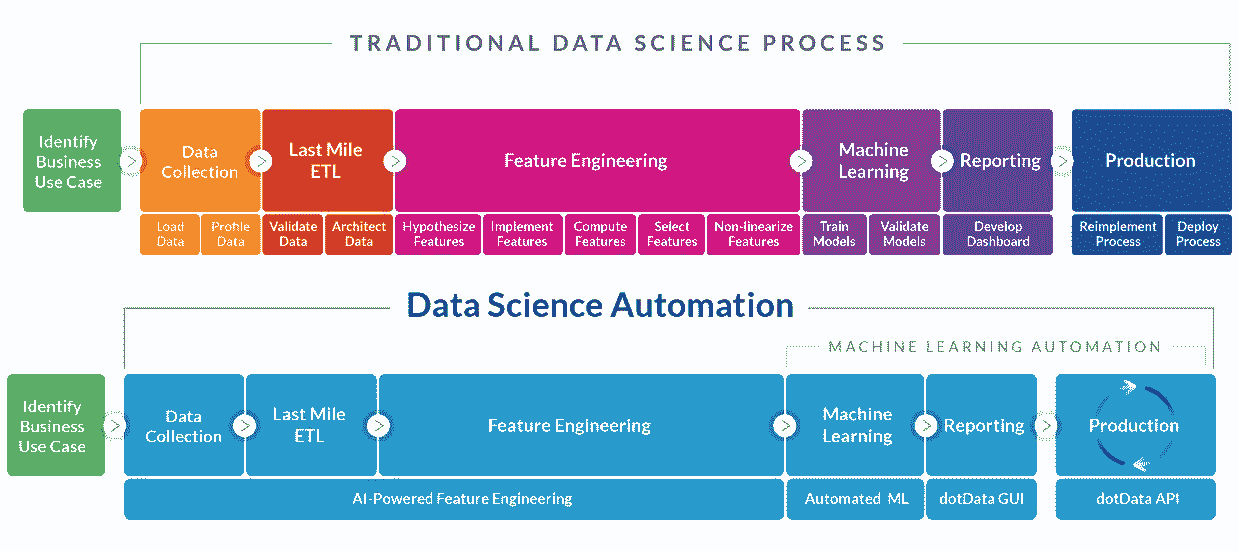 TRADITIONAL DATA SCIENCE PROCESS
Identify
Business
Use Case
Data
Collection
Last Mile
ETL
Feature Engineering
Machine
Learning
Reporting
Production
Load
Data
Profile
Data
Validate
Data
Architect
Data
Hypothesize
Features
Implement
Features
Compute
Features
Select
Features
Non-linearize
Features
Train
Models
Validate
Models
Develop
Dashboard
Reimplement
Process
Deploy
Process
Data Science Automation
MACHINE LEARNING AUTOMATION
Identify
Business
Use Case
Data
Collection
Last Mile
ETL
Feature Engineering
Machine
Learning
Reporting
Production
AI-Powered Feature Engineering
Automated ML
dotData GUI
dotData API